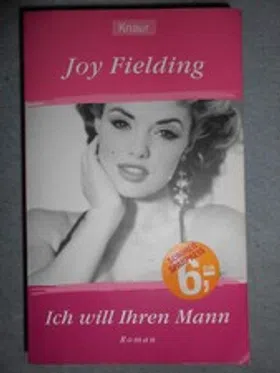 Knaur
Joy Fielding
6,-
Ich will Ihren Mann
Roman